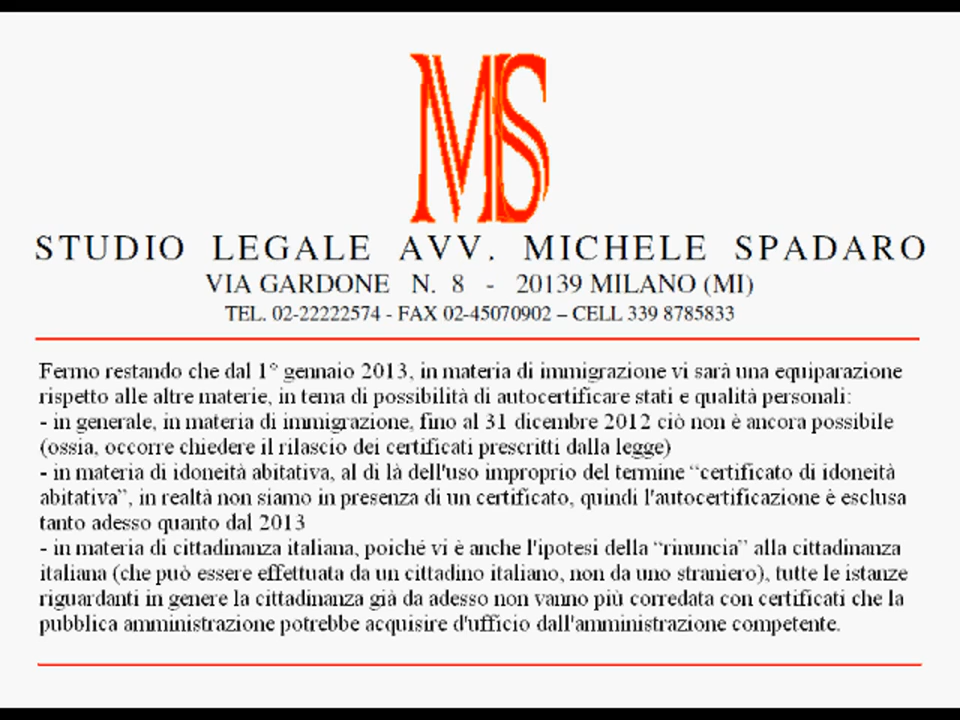 MS
STUDIO LEGALE AVV. MICHELE SPADARO
VIA GARDONE N. 8 - 20139 MILANO (MI)
TEL. 02-22222574 - FAX 02-45070902 – CELL 339 8785833
Fermo restando che dal 1° gennaio 2013, in materia di immigrazione vi sarà una equiparazione
rispetto alle altre materie, in tema di possibilità di autocertificare stati e qualità personali:
- in generale, in materia di immigrazione, fino al 31 dicembre 2012 ciò non è ancora possibile
(ossia, occorre chiedere il rilascio dei certificati prescritti dalla legge)
- in materia di idoneità abitativa, al di là dell'uso improprio del termine “certificato di idoneità
abitativa”, in realtà non siamo in presenza di un certificato, quindi l'autocertificazione è esclusa
tanto adesso quanto dal 2013
- in materia di cittadinanza italiana, poiché vi è anche l'ipotesi della “rinuncia” alla cittadinanza
italiana (che può essere effettuata da un cittadino italiano, non da uno straniero), tutte le istanze
riguardanti in genere la cittadinanza già da adesso non vanno più corredata con certificati che la
pubblica amministrazione potrebbe acquisire d'ufficio dall'amministrazione competente.